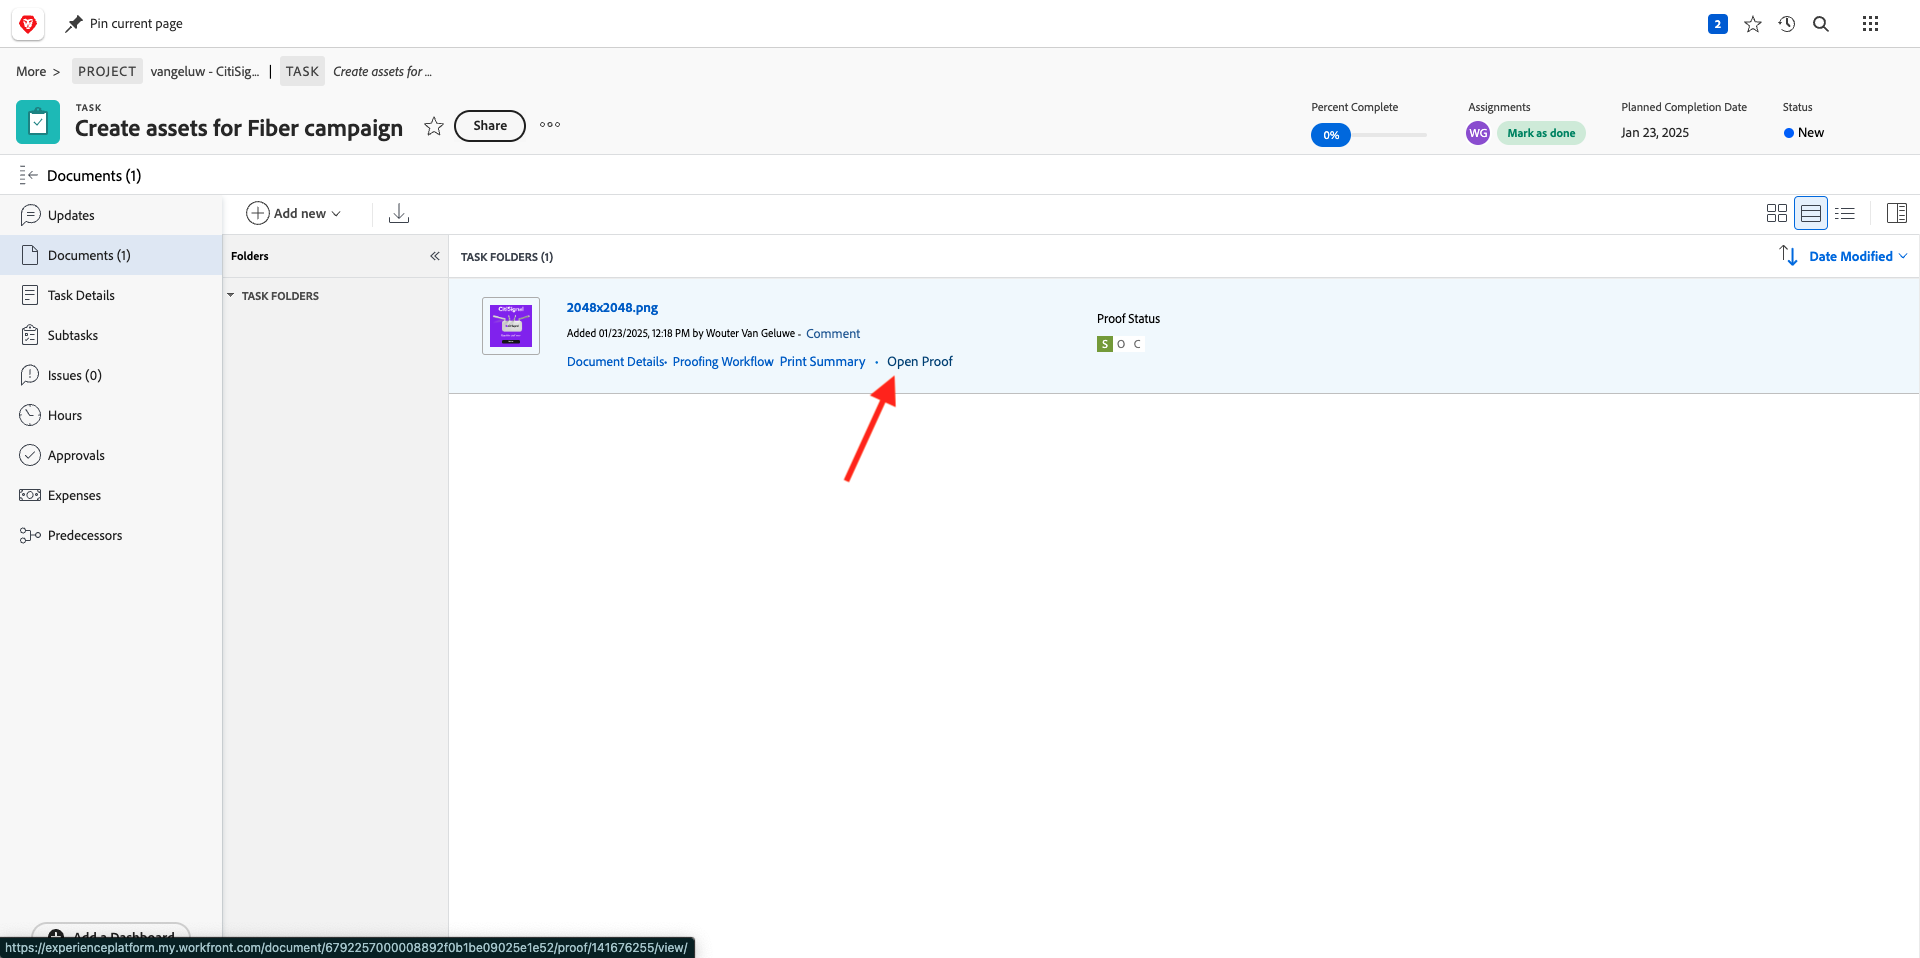 Pin current page
2
More > PROJECT vangeluw - CitiSig... | TASK Create assets for ...
TASK
Create assets for Fiber campaign
Share
Percent Complete
0%
Assignments
WG Mark as done
Planned Completion Date
Jan 23, 2025
Status
New
Documents (1)
Updates
Documents (1)
Task Details
Subtasks
Issues (0)
Hours
Approvals
Expenses
Predecessors
Add a Dashboard
Add new
Folders
TASK FOLDERS
TASK FOLDERS (1)
Date Modified
CitiSignal
2048x2048.png
Added 01/23/2025, 12:18 PM by Wouter Van Geluwe - Comment
Document Details• Proofing Workflow Print Summary • Open Proof
Proof Status
S O C
https://experienceplatform.my.workfront.com/document/6792257000008892f0b1be09025e1e52/proof/141676255/view/